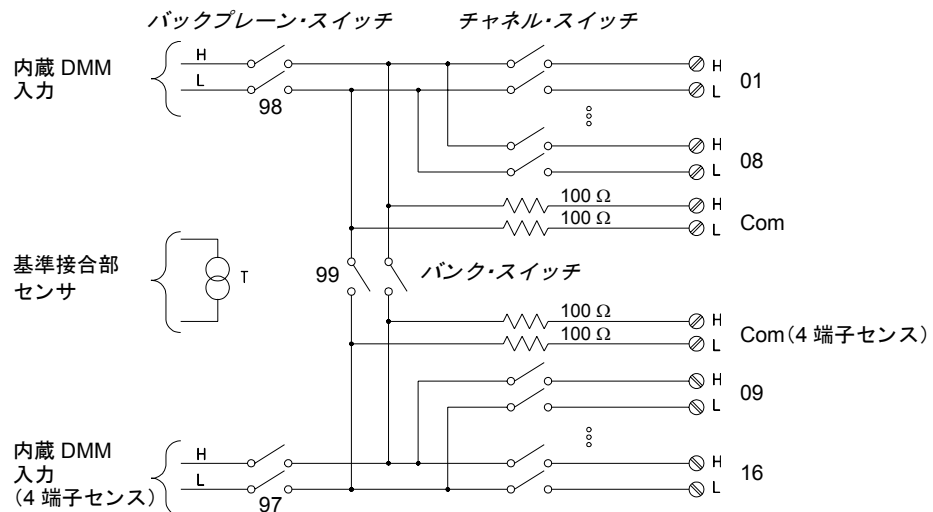 バックプレーン・スイッチ
チャネル・スイッチ
内蔵 DMM
入力
H
L
98
H
L
01
H
L
08
100 Ω
100 Ω
H
L
Com
基準接合部
センサ
T
99
バンク・スイッチ
100 Ω
100 Ω
H
L
Com(4 端子センス)
H
L
09
内蔵 DMM
入力
(4 端子センス)
H
L
97
H
L
16